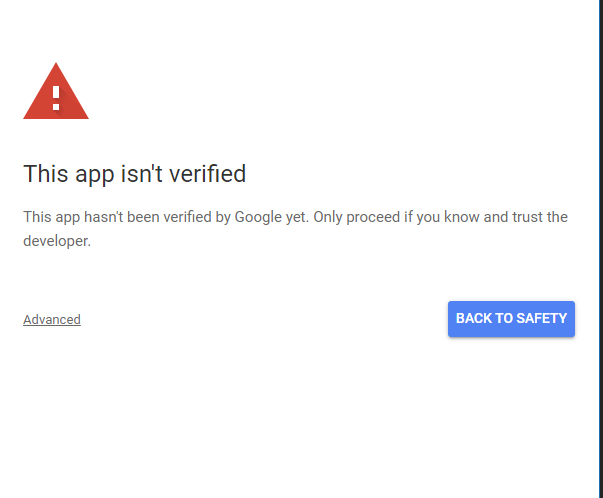 This app isn't verified
This app hasn't been verified by Google yet. Only proceed if you know and trust the
developer.
Advanced
BACK TO SAFETY